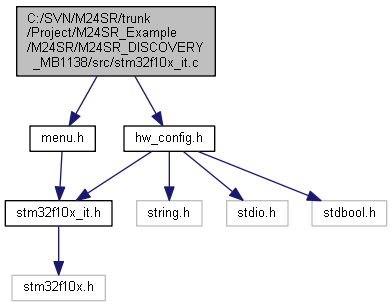 C:/SVN/M24SR/trunk
/Project/M24SR_Example
/M24SR/M24SR_DISCOVERY
_MB1138/src/stm32f10x_it.c
menu.h
hw_config.h
stm32f10x_it.h
string.h
stdio.h
stdbool.h
stm32f10x.h